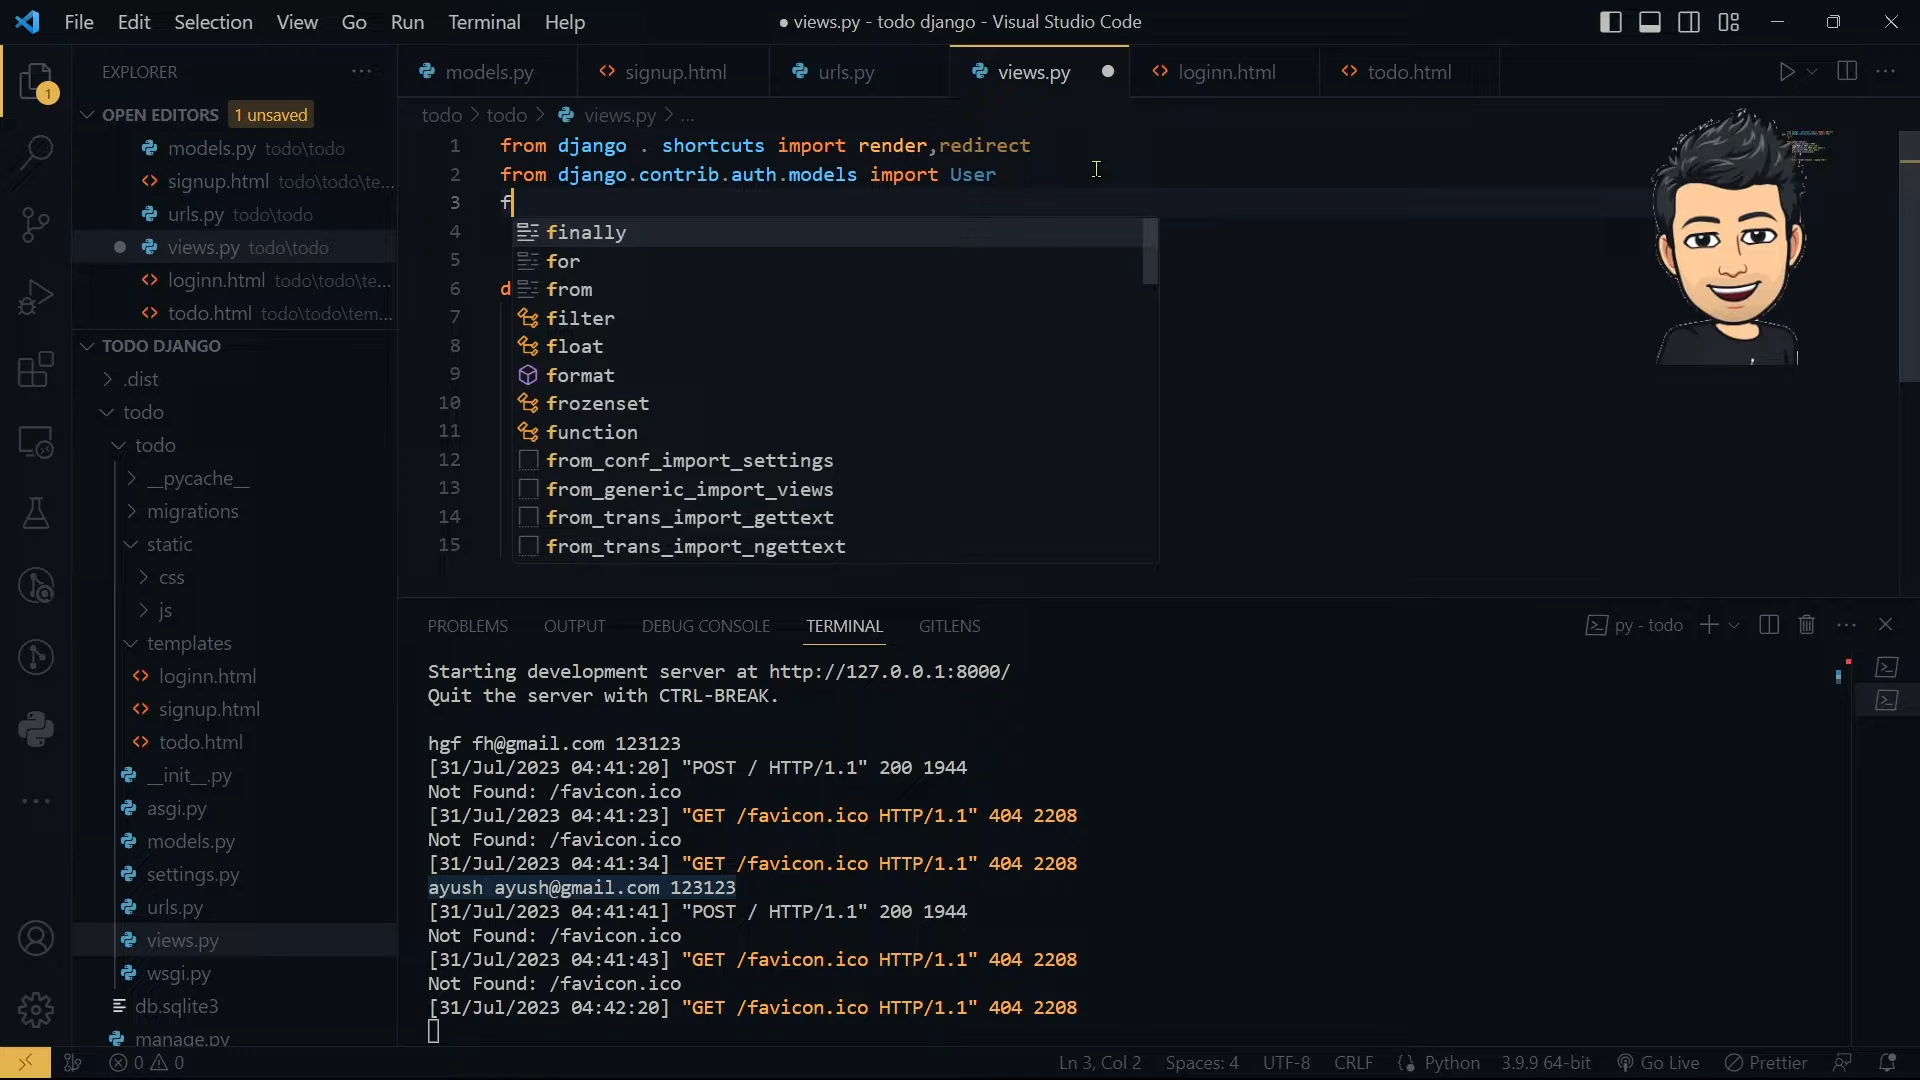 File Edit Selection View Go Run Terminal Help
● views.py - todo django - Visual Studio Code
EXPLORER
1
OPEN EDITORS 1 unsaved
models.py todo\todo
signup.html todo\todo\te...
urls.py todo\todo
views.py todo\todo
loginn.html todo\todo\te...
todo.html todo\todo\tem...
TODO DJANGO
.dist
todo
todo
__pycache__
migrations
static
css
js
templates
loginn.html
signup.html
todo.html
__init__.py
asgi.py
models.py
settings.py
urls.py
views.py
wsgi.py
db.sqlite3
manage.py
models.py signup.html urls.py views.py loginn.html todo.html
todo > todo > views.py > ...
1 from django . shortcuts import render,redirect
2 from django.contrib.auth.models import User
3 f
4 finally
5 for
6 d from
7 filter
8 float
9 format
10 frozenset
11 function
12 from_conf_import_settings
13 from_generic_import_views
14 from_trans_import_gettext
15 from_trans_import_ngettext
PROBLEMS OUTPUT DEBUG CONSOLE TERMINAL GITLENS
py - todo
Starting development server at http://127.0.0.1:8000/
Quit the server with CTRL-BREAK.
hgf fh@gmail.com 123123
[31/Jul/2023 04:41:20] "POST / HTTP/1.1" 200 1944
Not Found: /favicon.ico
[31/Jul/2023 04:41:23] "GET /favicon.ico HTTP/1.1" 404 2208
Not Found: /favicon.ico
[31/Jul/2023 04:41:34] "GET /favicon.ico HTTP/1.1" 404 2208
ayush ayush@gmail.com 123123
[31/Jul/2023 04:41:41] "POST / HTTP/1.1" 200 1944
Not Found: /favicon.ico
[31/Jul/2023 04:41:43] "GET /favicon.ico HTTP/1.1" 404 2208
Not Found: /favicon.ico
[31/Jul/2023 04:42:20] "GET /favicon.ico HTTP/1.1" 404 2208
0 0 Ln 3, Col 2 Spaces: 4 UTF-8 CRLF Python 3.9.9 64-bit Go Live Prettier